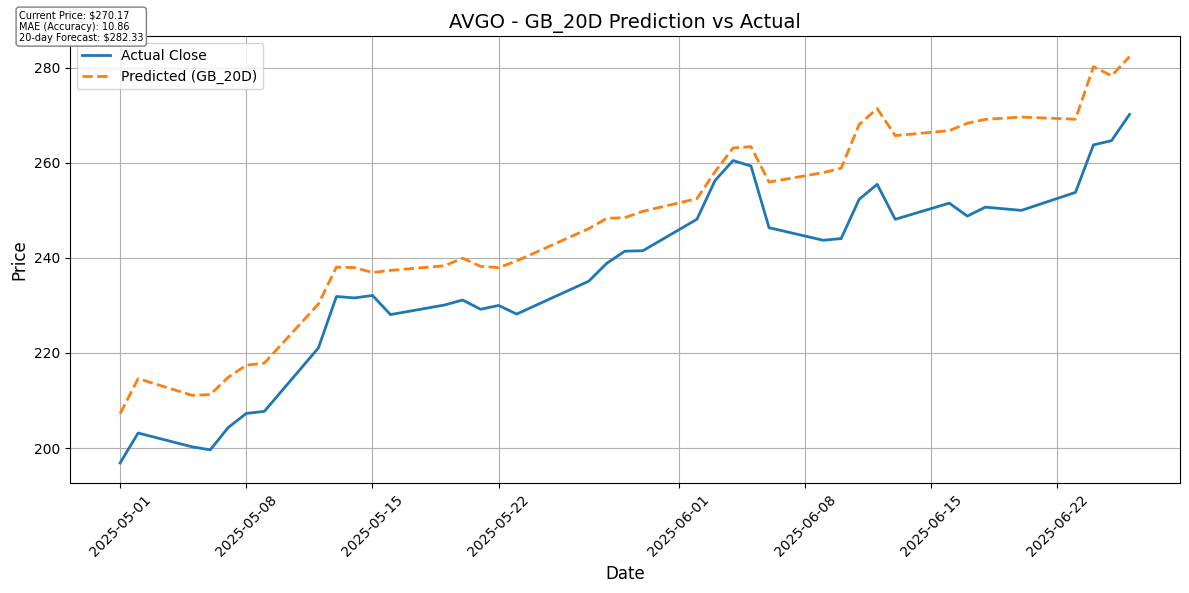 Current Price: $270.17
MAE (Accuracy): 10.86
20-day Forecast: $282.33
AVGO - GB_20D Prediction vs Actual
Actual Close
Predicted (GB_20D)
Price
280
260
240
220
200
2025-05-01
2025-05-08
2025-05-15
2025-05-22
2025-06-01
2025-06-08
2025-06-15
2025-06-22
Date